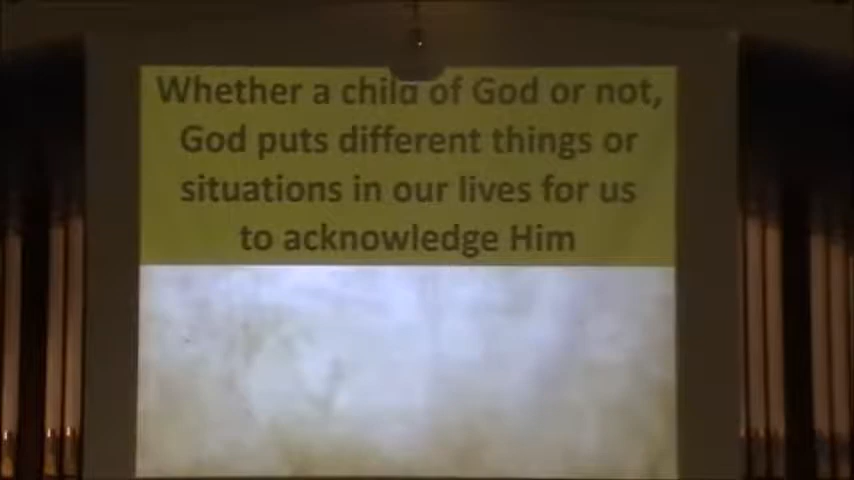 Whether a child of God or not,
God puts different things or
situations in our lives for us
to acknowledge Him